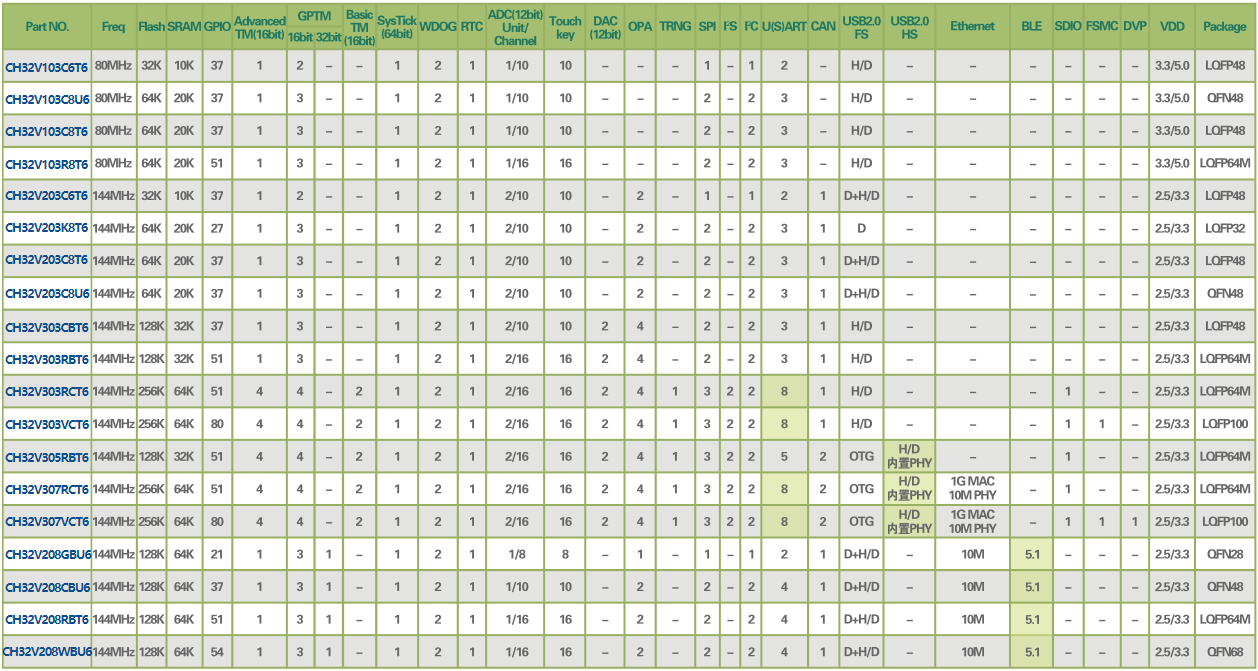 Part NO. Freq Flash SRAM GPIO Advanced TM(16bit) GPTM 16bit 32bit Basic TM (16bit) SysTick (64bit) WDOG RTC ADC(12bit) Unit/ Channel Touch key DAC (12bit) OPA TRNG SPI I²S I²C U(S)ART CAN USB2.0 FS USB2.0 HS Ethernet BLE SDIO FSMC DVP VDD Package
CH32V103C6T6 80MHz 32K 10K 37 1 2 – – 1 2 1 1/10 10 – – – 1 – 1 2 – H/D – – – – – – 3.3/5.0 LQFP48
CH32V103C8U6 80MHz 64K 20K 37 1 3 – – 1 2 1 1/10 10 – – – 2 – 2 3 – H/D – – – – – – 3.3/5.0 QFN48
CH32V103C8T6 80MHz 64K 20K 37 1 3 – – 1 2 1 1/10 10 – – – 2 – 2 3 – H/D – – – – – – 3.3/5.0 LQFP48
CH32V103R8T6 80MHz 64K 20K 51 1 3 – – 1 2 1 1/16 16 – – – 2 – 2 3 – H/D – – – – – – 3.3/5.0 LQFP64M
CH32V203C6T6 144MHz 32K 10K 37 1 2 – – 1 2 1 2/10 10 – 2 – 1 – 1 2 1 D+H/D – – – – – – 2.5/3.3 LQFP48
CH32V203K8T6 144MHz 64K 20K 27 1 3 – – 1 2 1 2/10 10 – 2 – 2 – 2 3 1 D – – – – – – 2.5/3.3 LQFP32
CH32V203C8T6 144MHz 64K 20K 37 1 3 – – 1 2 1 2/10 10 – 2 – 2 – 2 3 1 D+H/D – – – – – – 2.5/3.3 LQFP48
CH32V203C8U6 144MHz 64K 20K 37 1 3 – – 1 2 1 2/10 10 – 2 – 2 – 2 3 1 D+H/D – – – – – – 2.5/3.3 QFN48
CH32V303CBT6 144MHz 128K 32K 37 1 3 – – 1 2 1 2/10 10 2 4 – 2 – 2 3 1 H/D – – – – – – 2.5/3.3 LQFP48
CH32V303RBT6 144MHz 128K 32K 51 1 3 – – 1 2 1 2/16 16 2 4 – 2 – 2 3 1 H/D – – – – – – 2.5/3.3 LQFP64M
CH32V303RCT6 144MHz 256K 64K 51 4 4 – 2 1 2 1 2/16 16 2 4 1 3 2 2 8 1 H/D – – – 1 – – 2.5/3.3 LQFP64M
CH32V303VCT6 144MHz 256K 64K 80 4 4 – 2 1 2 1 2/16 16 2 4 1 3 2 2 8 1 H/D – – – 1 1 – 2.5/3.3 LQFP100
CH32V305RBT6 144MHz 128K 32K 51 4 4 – 2 1 2 1 2/16 16 2 4 1 3 2 2 5 2 OTG H/D 内置PHY – – 1 – – 2.5/3.3 LQFP64M
CH32V307RCT6 144MHz 256K 64K 51 4 4 – 2 1 2 1 2/16 16 2 4 1 3 2 2 8 2 OTG H/D 内置PHY 1G MAC 10M PHY – 1 – – 2.5/3.3 LQFP64M
CH32V307VCT6 144MHz 256K 64K 80 4 4 – 2 1 2 1 2/16 16 2 4 1 3 2 2 8 2 OTG H/D 内置PHY 1G MAC 10M PHY – 1 1 1 2.5/3.3 LQFP100
CH32V208GBU6 144MHz 128K 64K 21 1 3 1 – 1 2 1 1/8 8 – 1 – 1 – 1 2 1 D+H/D – 10M 5.1 – – – 2.5/3.3 QFN28
CH32V208CBU6 144MHz 128K 64K 37 1 3 1 – 1 2 1 1/10 10 – 2 – 2 – 2 4 1 D+H/D – 10M 5.1 – – – 2.5/3.3 QFN48
CH32V208RBT6 144MHz 128K 64K 51 1 3 1 – 1 2 1 1/16 16 – 2 – 2 – 2 4 1 D+H/D – 10M 5.1 – – – 2.5/3.3 LQFP64M
CH32V208WBU6 144MHz 128K 64K 54 1 3 1 – 1 2 1 1/16 16 – 2 – 2 – 2 4 1 D+H/D – 10M 5.1 – – – 2.5/3.3 QFN68